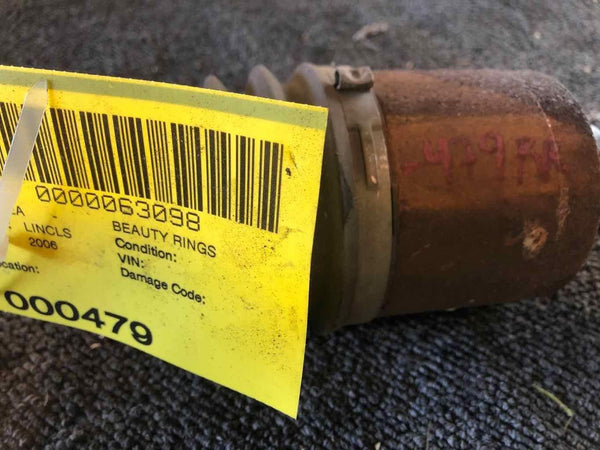 0000063098
LINCLS BEAUTY RINGS
2006 Condition:
VIN:
Damage Code:
000479